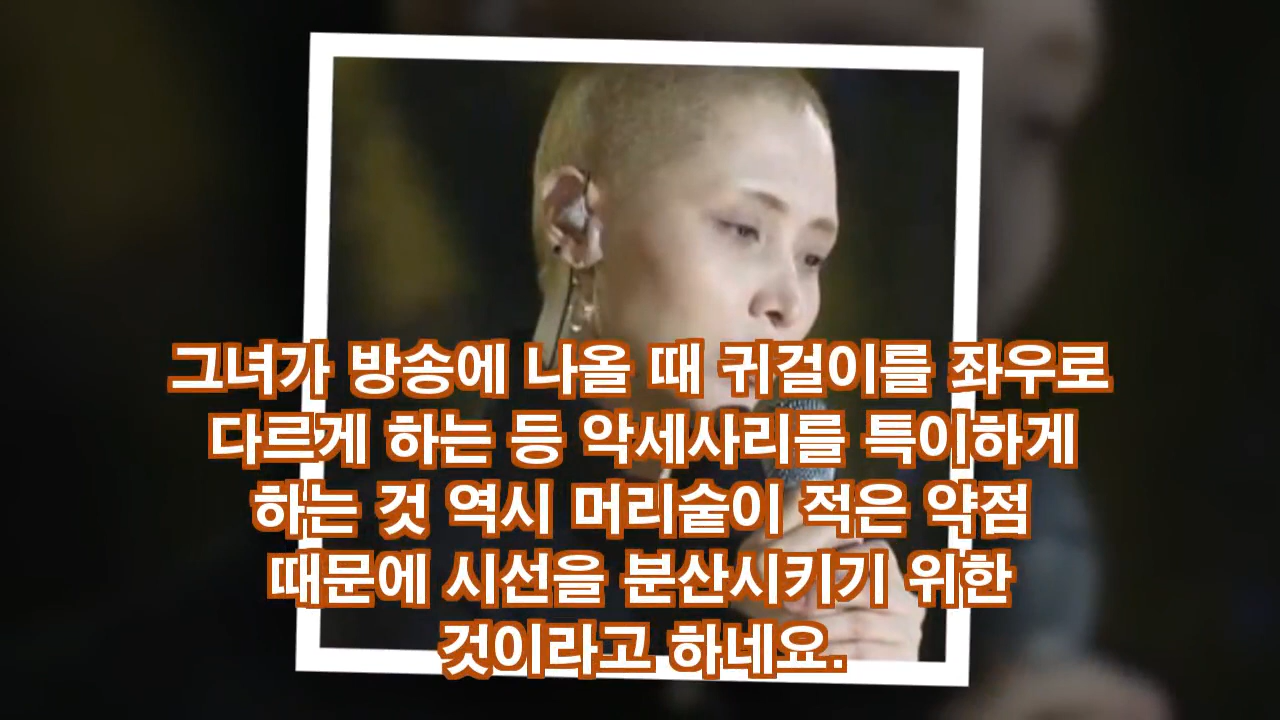 그녀가 방송에 나올 때 귀걸이를 좌우로
다르게 하는 등 악세사리를 특이하게
하는 것 역시 머리숱이 적은 약점
때문에 시선을 분산시키기 위한
것이라고 하네요.